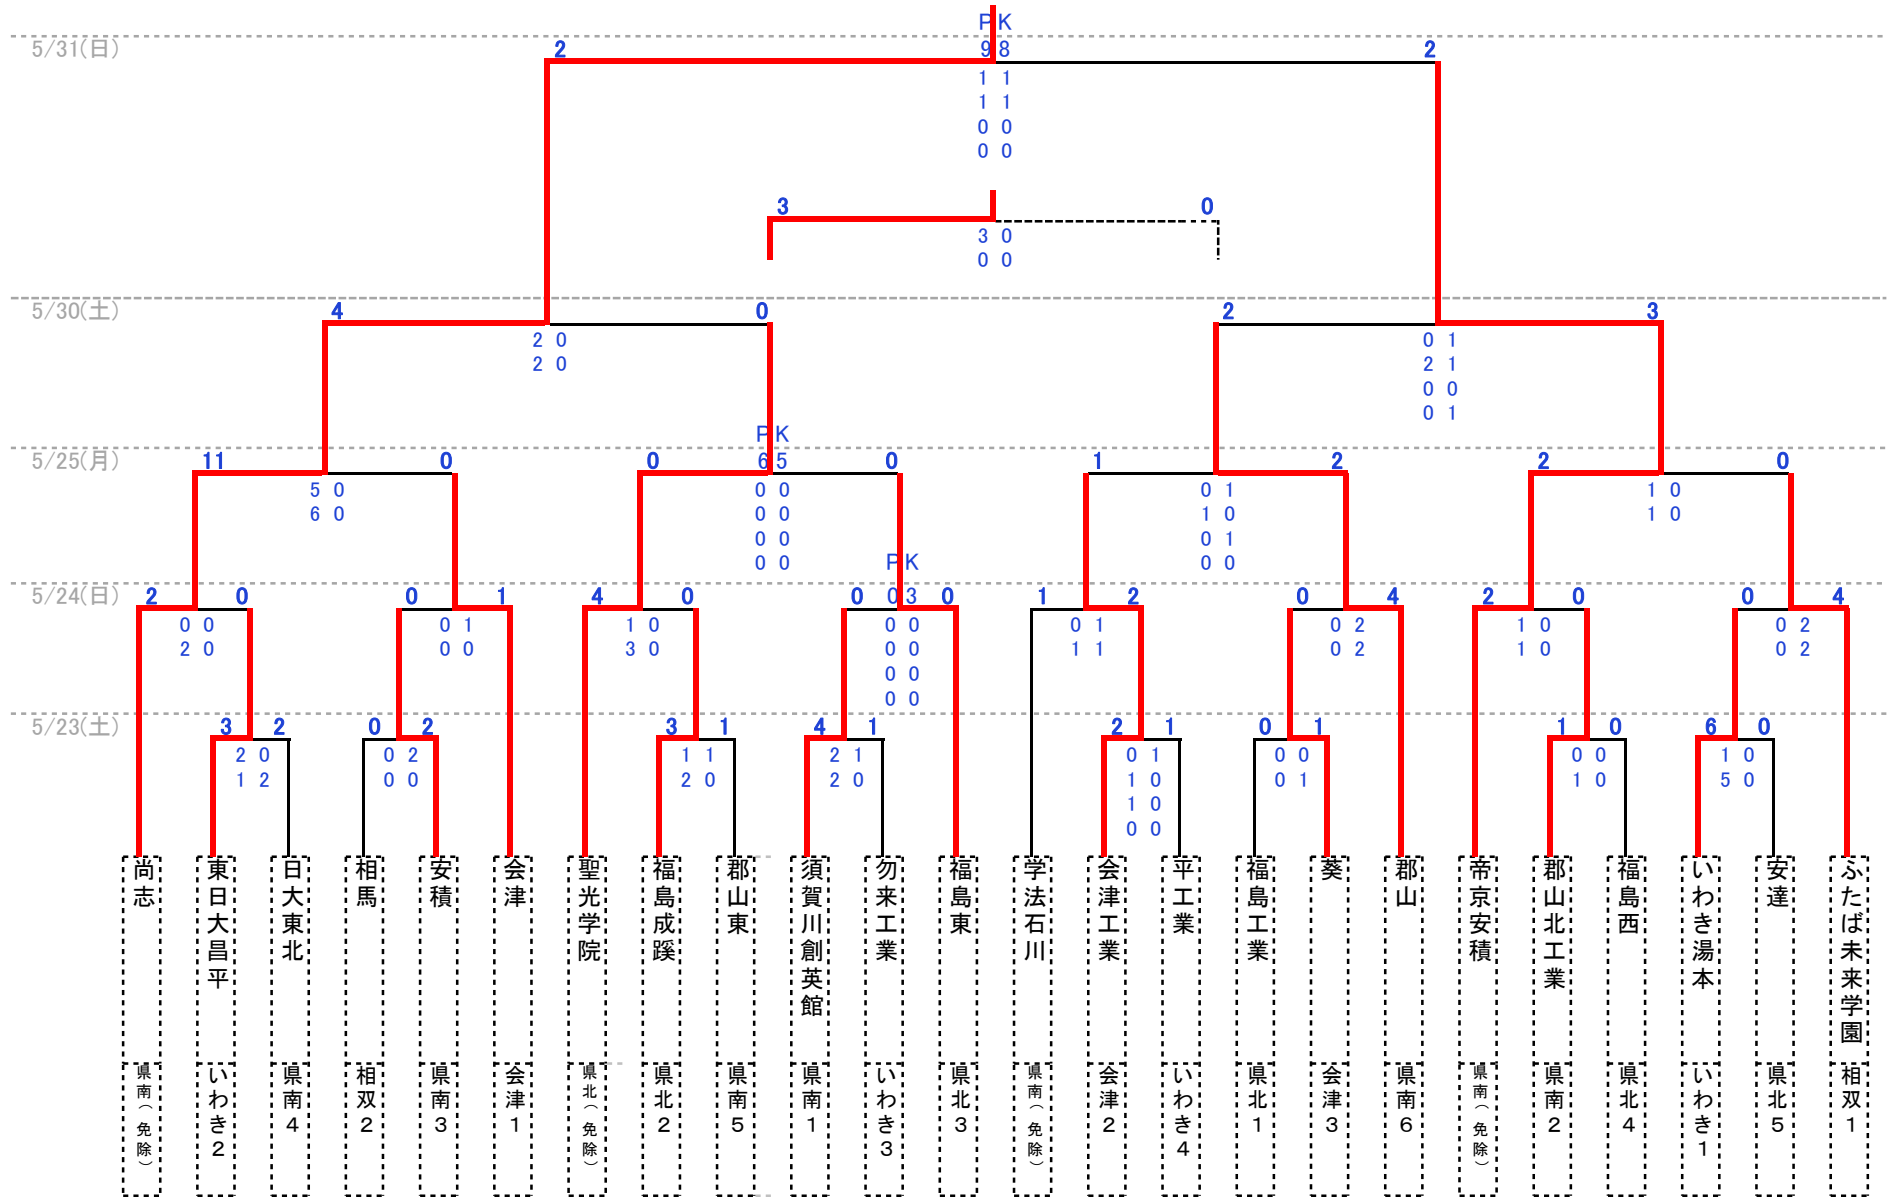 PK
5/31(日)
2 9 8 2
1 1
1 1
0 0
0 0
3 0
3 0
0 0
5/30(土)
4 0 2 3
2 0 0 1
2 0 2 1
0 0
0 1
PK
5/25(月)
11 0 0 6 5 0 1 2 2 0
5 0 0 0 0 1 1 0
6 0 0 0 1 0 1 0
0 0 0 1
0 0 0 0
PK
5/24(日)
2 0 0 1 4 0 0 0 3 0 1 2 0 4 2 0 0 4
0 0 0 1 1 0 0 0 0 1 0 2 1 0 0 2
2 0 0 0 3 0 0 0 1 1 0 2 1 0 0 2
0 0
0 0
5/23(土)
3 2 0 2 3 1 4 1 2 1 0 1 1 0 6 0
2 0 0 2 1 1 2 1 0 1 0 0 0 0 1 0
1 2 0 0 2 0 2 0 1 0 0 1 1 0 5 0
1 0
0 0
尚志
東日大昌平
日大東北
相馬
安積
会津
聖光学院
福島成蹊
郡山東
須賀川創英館
勿来工業
福島東
学法石川
会津工業
平工業
福島工業
葵
郡山
帝京安積
郡山北工業
福島西
いわき湯本
安達
ふたば未来学園
県南（免除）
いわき2
県南4
相双2
県南3
会津1
県北（免除）
県北2
県南5
県南1
いわき3
県北3
県南（免除）
会津2
いわき4
県北1
会津3
県南6
県南（免除）
県南2
県北4
いわき1
県北5
相双1